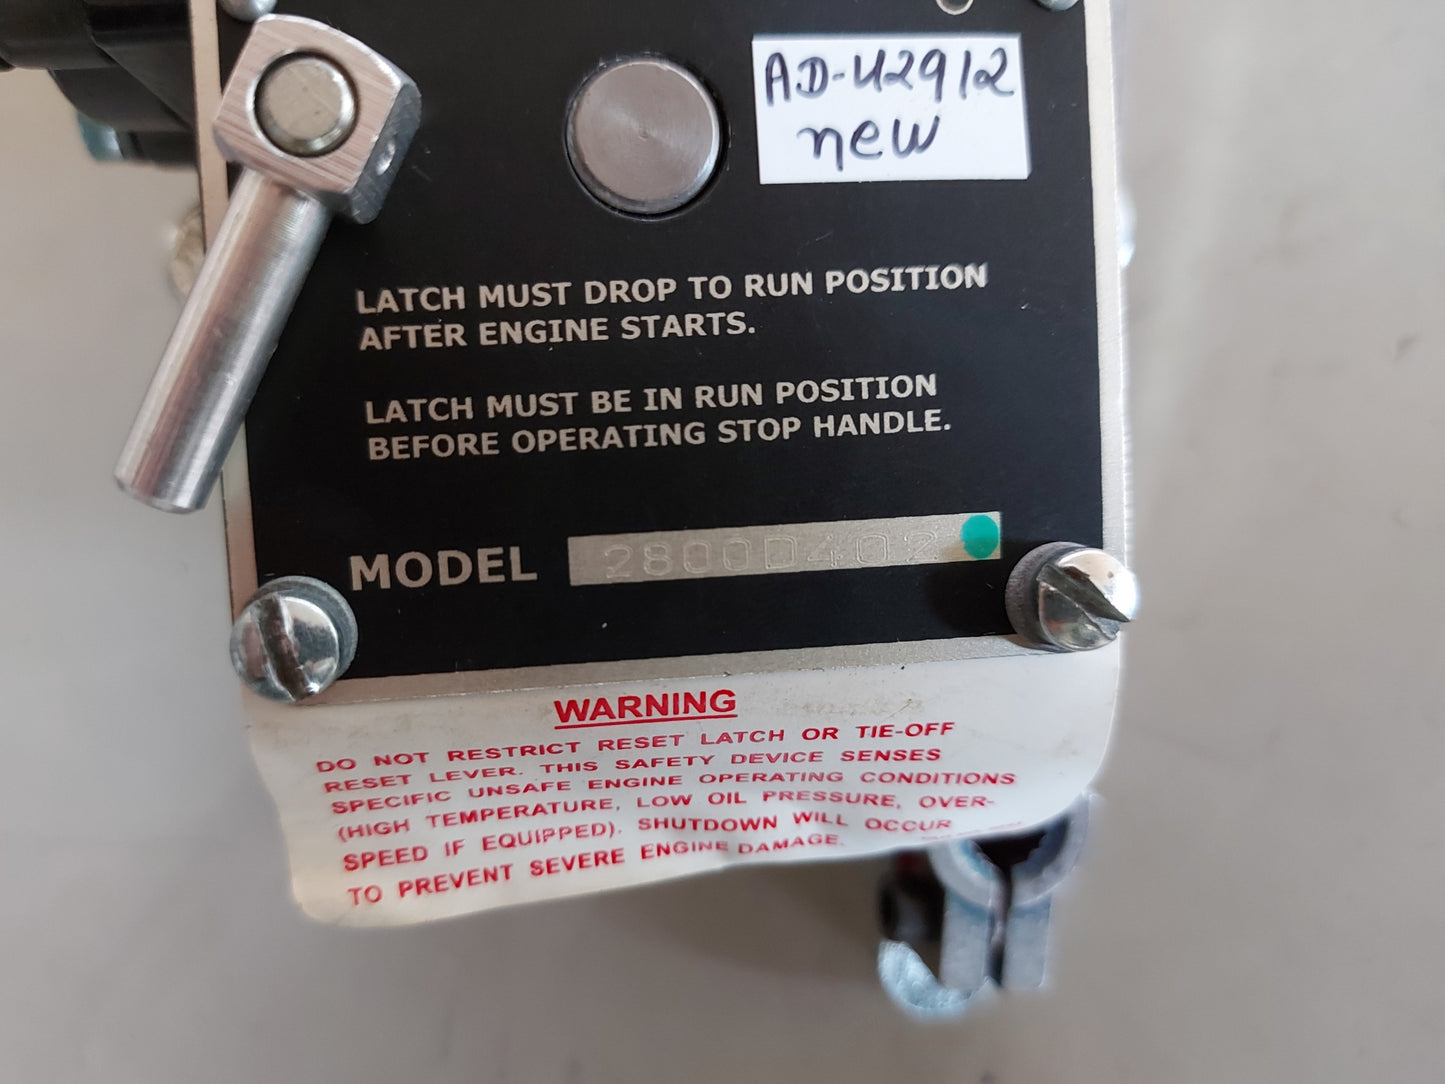 AD-U2912
new
LATCH MUST DROP TO RUN POSITION
AFTER ENGINE STARTS.
LATCH MUST BE IN RUN POSITION
BEFORE OPERATING STOP HANDLE.
MODEL 2800D402
WARNING
DO NOT RESTRICT RESET LATCH OR TIE-OFF
RESET LEVER. THIS SAFETY DEVICE SENSES
SPECIFIC UNSAFE ENGINE OPERATING CONDITIONS
(HIGH TEMPERATURE, LOW OIL PRESSURE, OVER-
SPEED IF EQUIPPED). SHUTDOWN WILL OCCUR
TO PREVENT SEVERE ENGINE DAMAGE.